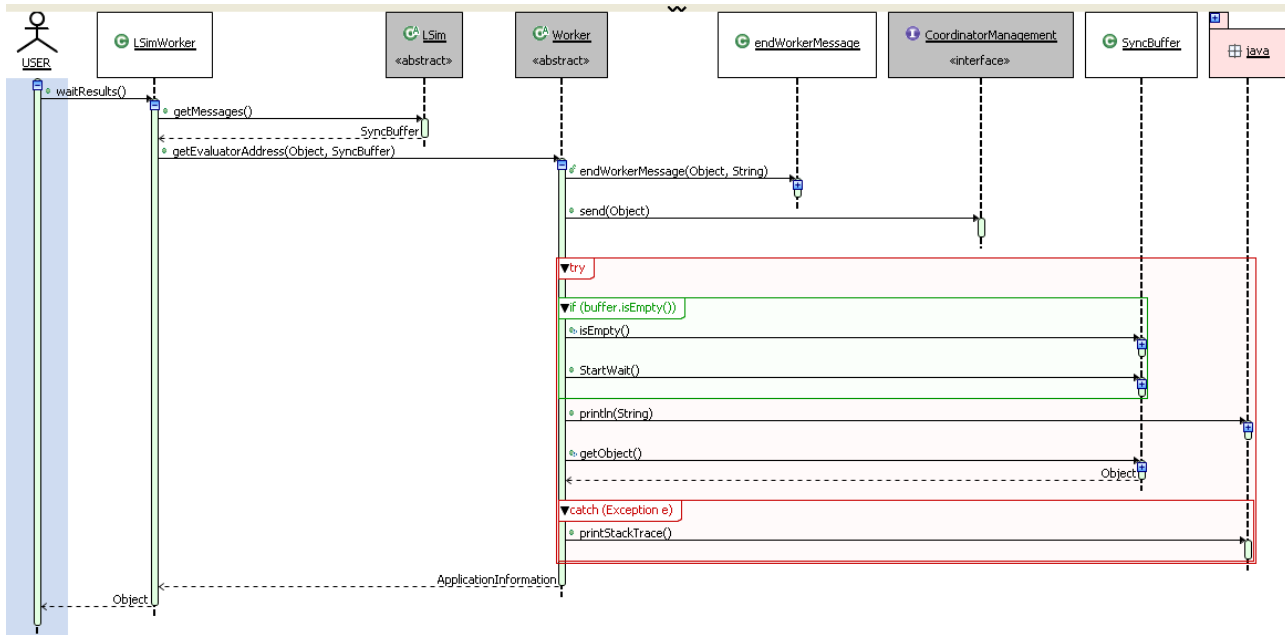 USER
LSimWorker
LSim
«abstract»
Worker
«abstract»
endWorkerMessage
CoordinatorManagement
«interface»
SyncBuffer
java
waitResults()
getMessages()
SyncBuffer
getEvaluatorAddress(Object, SyncBuffer)
endWorkerMessage(Object, String)
send(Object)
try
if (buffer.isEmpty())
isEmpty()
StartWait()
println(String)
getObject()
Object
catch (Exception e)
printStackTrace()
ApplicationInformation
Object